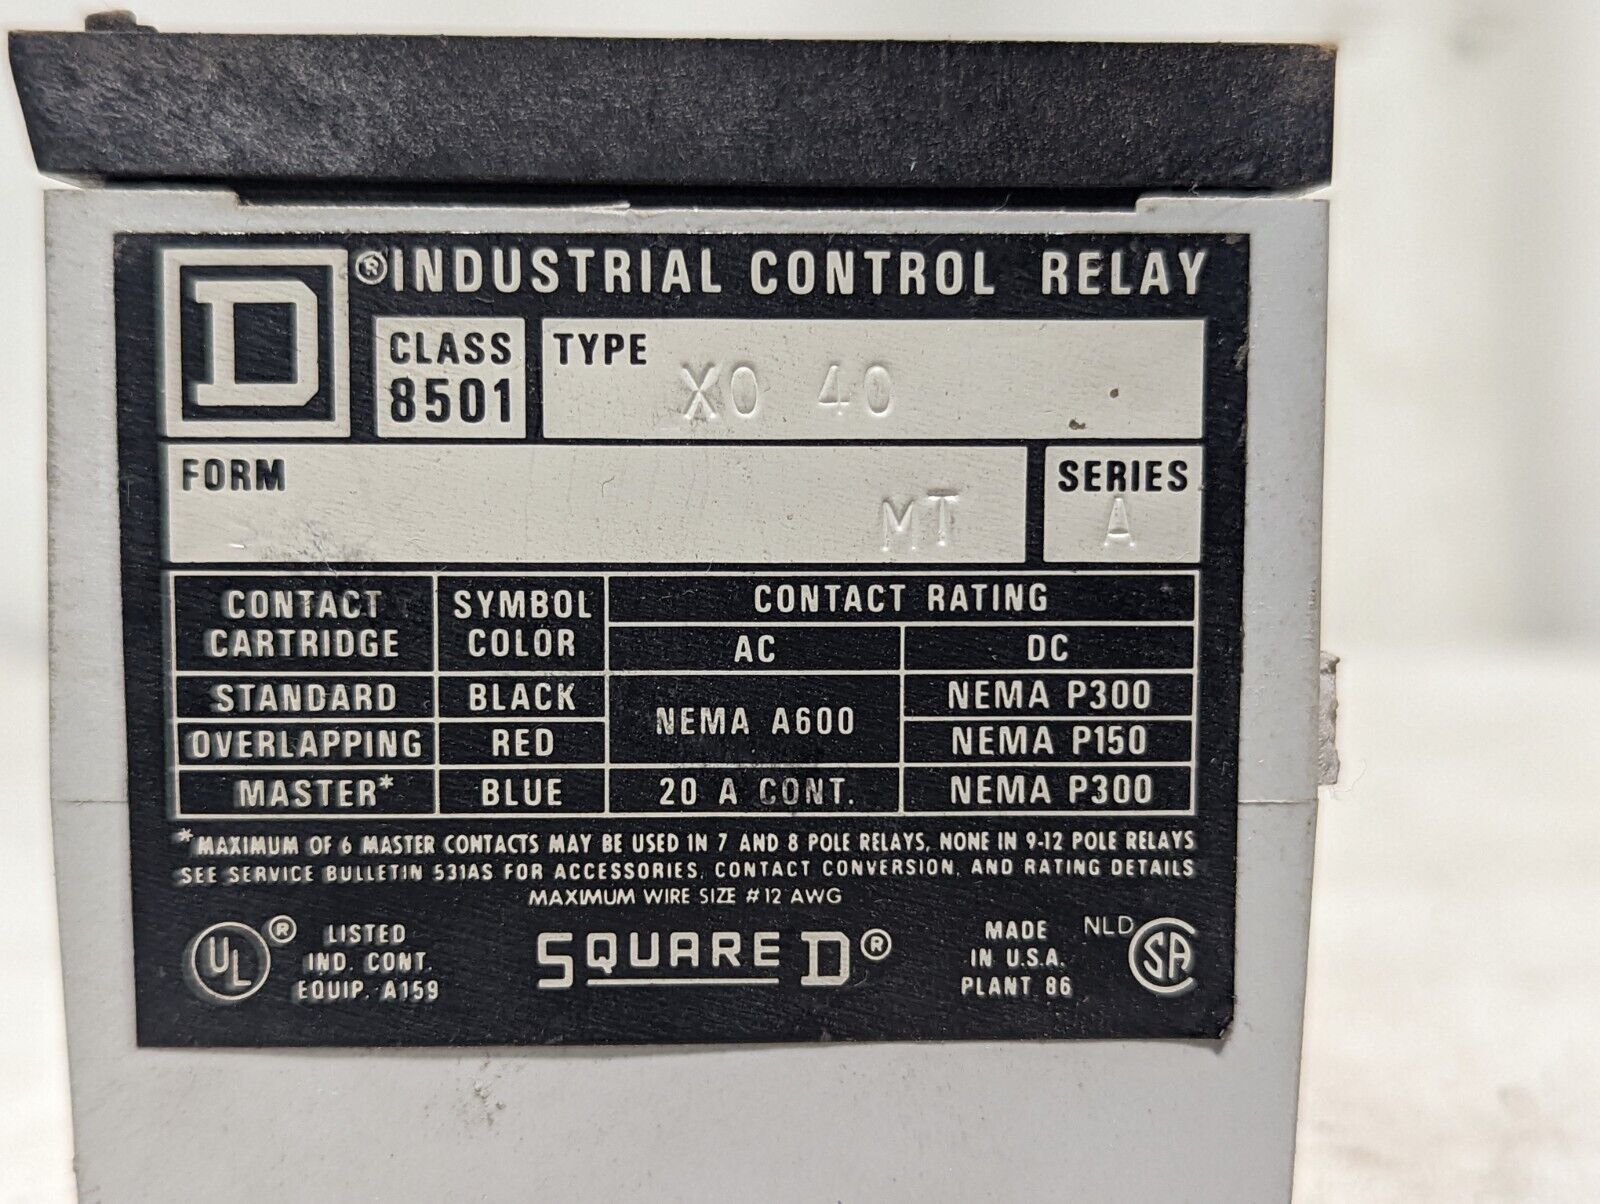 D® INDUSTRIAL CONTROL RELAY
CLASS 8501
TYPE XO 40
FORM MT
SERIES A
CONTACT CARTRIDGE
SYMBOL COLOR
CONTACT RATING
AC DC
STANDARD BLACK NEMA A600 NEMA P300
OVERLAPPING RED NEMA P150
MASTER* BLUE 20 A CONT. NEMA P300
*MAXIMUM OF 6 MASTER CONTACTS MAY BE USED IN 7 AND 8 POLE RELAYS, NONE IN 9-12 POLE RELAYS
SEE SERVICE BULLETIN 531AS FOR ACCESSORIES, CONTACT CONVERSION, AND RATING DETAILS
MAXIMUM WIRE SIZE #12 AWG
UL®
LISTED
IND. CONT.
EQUIP. A159
SQUARE D®
MADE
IN U.S.A.
PLANT 86
NLD
SA